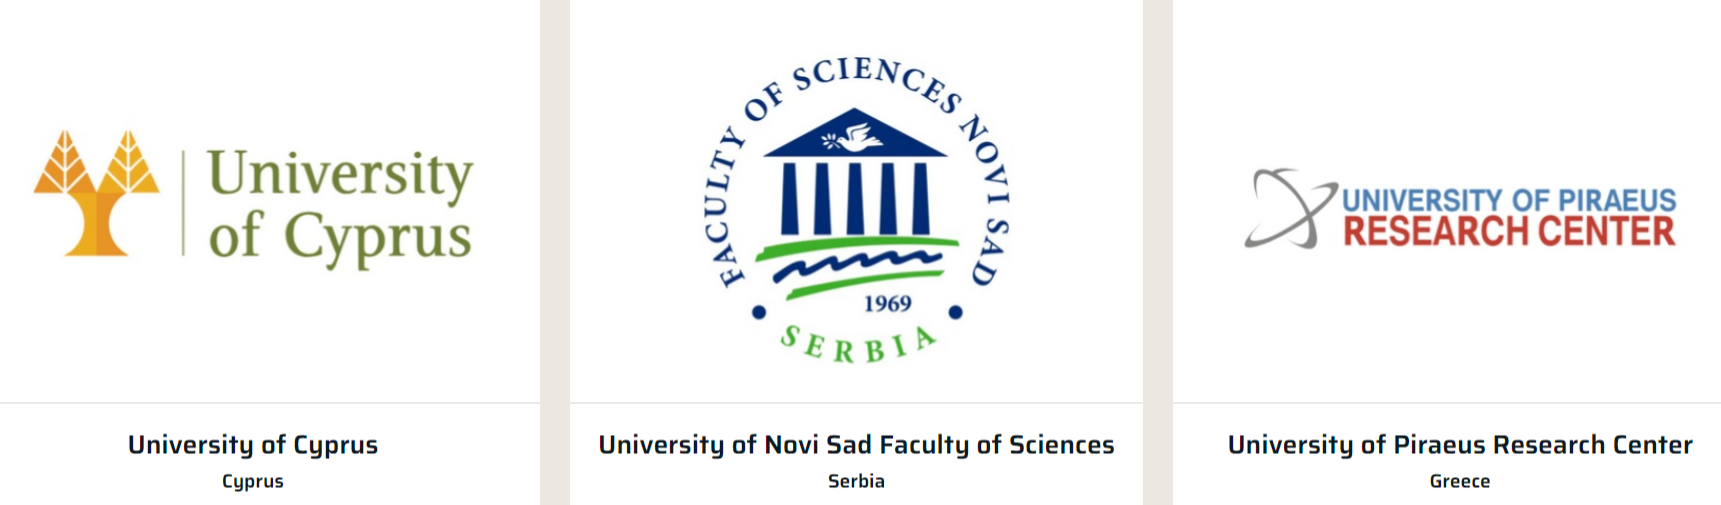 University
of Cyprus
University of Cyprus
Cyprus
FACULTY OF SCIENCES NOVI SAD
1969
SERBIA
University of Novi Sad Faculty of Sciences
Serbia
UNIVERSITY OF PIRAEUS
RESEARCH CENTER
University of Piraeus Research Center
Greece